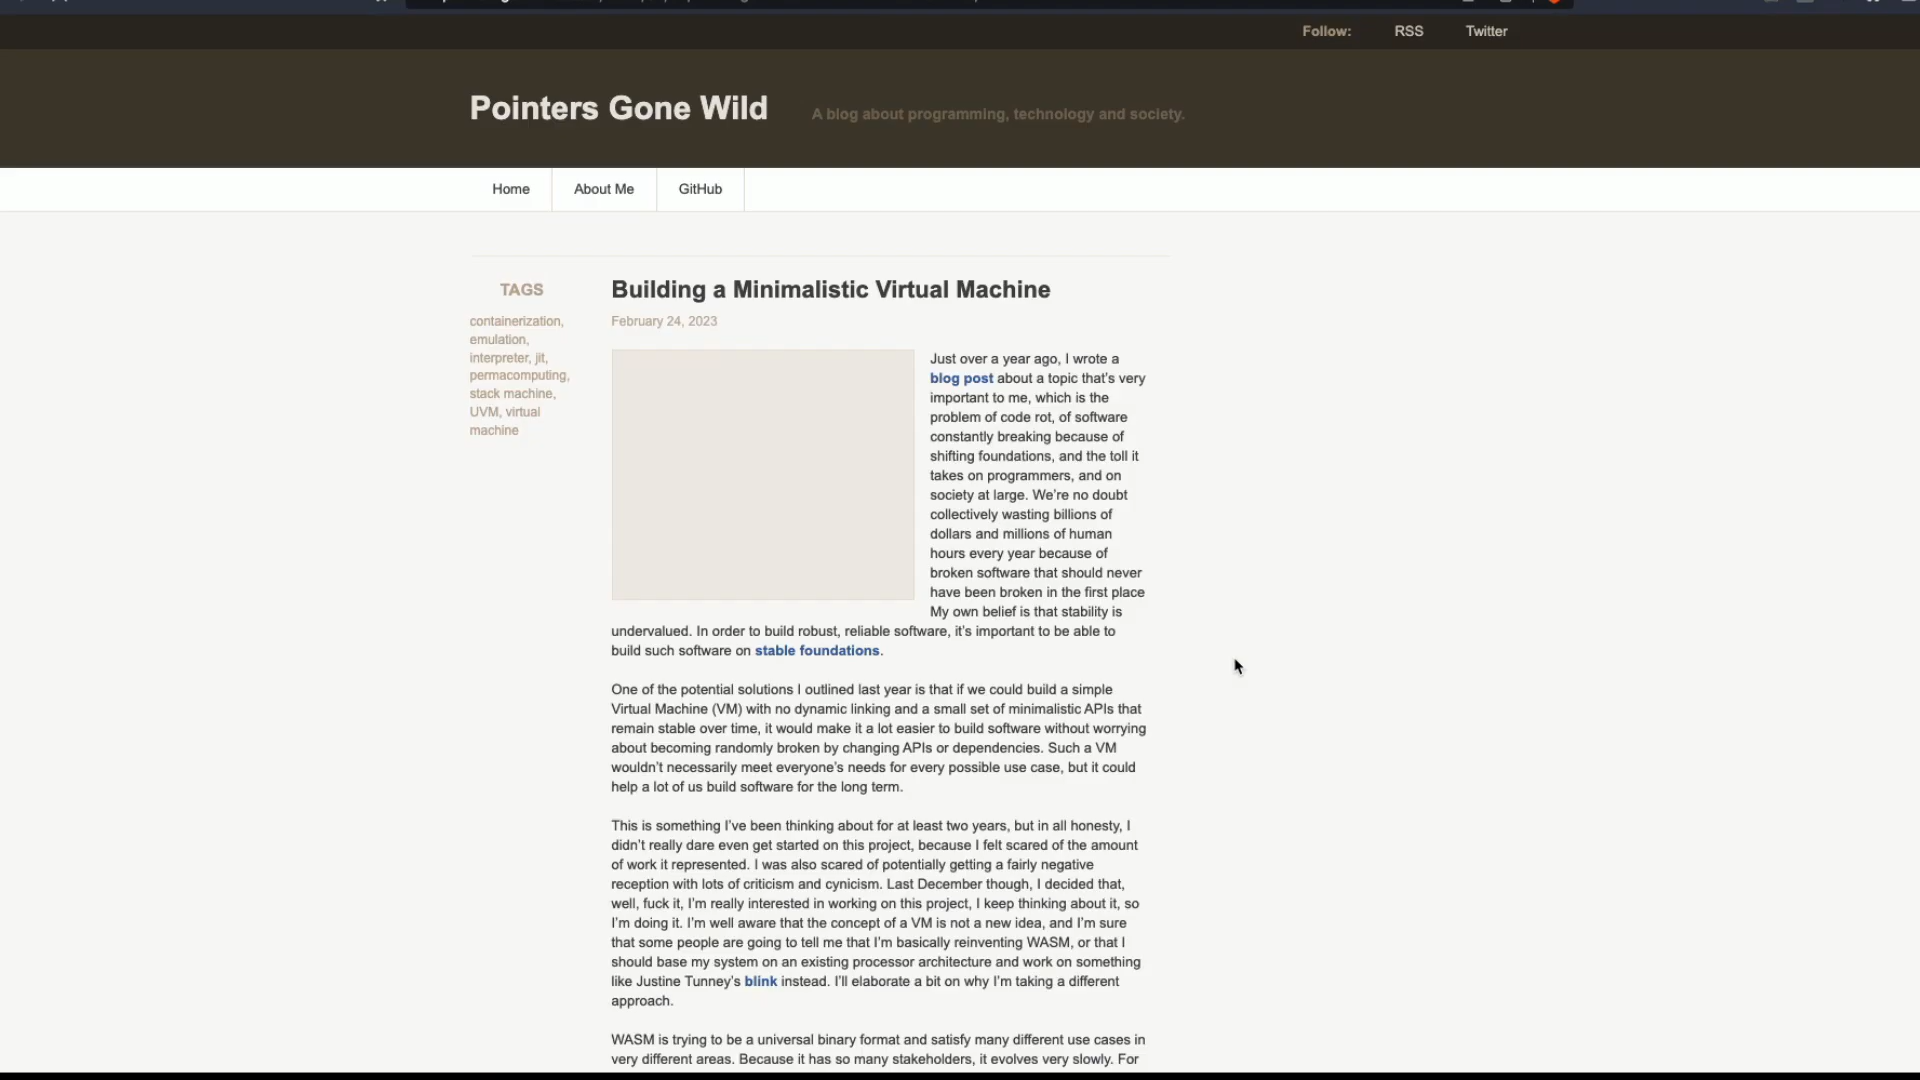 Follow:
RSS
Twitter
Pointers Gone Wild
A blog about programming, technology and society.
Home
About Me
GitHub
TAGS
containerization,
emulation,
interpreter, jit,
permacomputing,
stack machine,
UVM, virtual
machine
Building a Minimalistic Virtual Machine
February 24, 2023
Just over a year ago, I wrote a
blog post about a topic that's very
important to me, which is the
problem of code rot, of software
constantly breaking because of
shifting foundations, and the toll it
takes on programmers, and on
society at large. We're no doubt
collectively wasting billions of
dollars and millions of human
hours every year because of
broken software that should never
have been broken in the first place
My own belief is that stability is
undervalued. In order to build robust, reliable software, it's important to be able to
build such software on stable foundations.
One of the potential solutions I outlined last year is that if we could build a simple
Virtual Machine (VM) with no dynamic linking and a small set of minimalistic APIs that
remain stable over time, it would make it a lot easier to build software without worrying
about becoming randomly broken by changing APIs or dependencies. Such a VM
wouldn't necessarily meet everyone's needs for every possible use case, but it could
help a lot of us build software for the long term.
This is something I've been thinking about for at least two years, but in all honesty, I
didn't really dare even get started on this project, because I felt scared of the amount
of work it represented. I was also scared of potentially getting a fairly negative
reception with lots of criticism and cynicism. Last December though, I decided that,
well, fuck it, I'm really interested in working on this project, I keep thinking about it, so
I'm doing it. I'm well aware that the concept of a VM is not a new idea, and I'm sure
that some people are going to tell me that I'm basically reinventing WASM, or that I
should base my system on an existing processor architecture and work on something
like Justine Tunney's blink instead. I'll elaborate a bit on why I'm taking a different
approach.
WASM is trying to be a universal binary format and satisfy many different use cases in
very different areas. Because it has so many stakeholders, it evolves very slowly. For